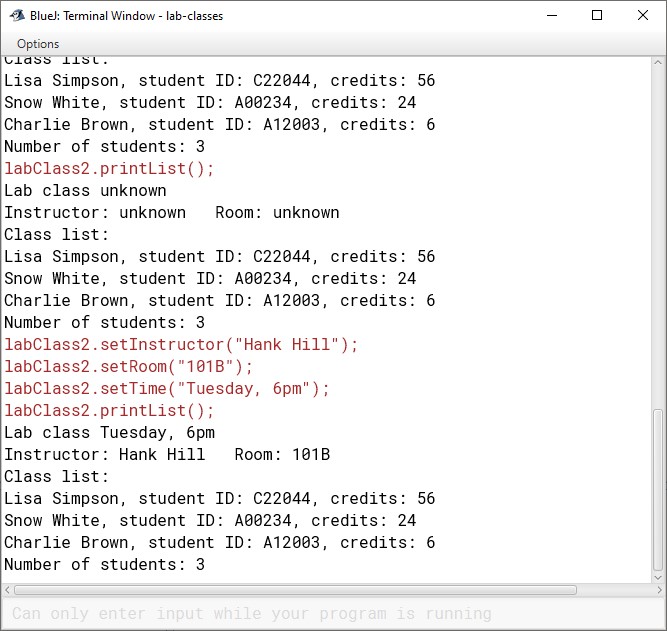 BlueJ: Terminal Window - lab-classes
Options
Class list:
Lisa Simpson, student ID: C22044, credits: 56
Snow White, student ID: A00234, credits: 24
Charlie Brown, student ID: A12003, credits: 6
Number of students: 3
labClass2.printList();
Lab class unknown
Instructor: unknown   Room: unknown
Class list:
Lisa Simpson, student ID: C22044, credits: 56
Snow White, student ID: A00234, credits: 24
Charlie Brown, student ID: A12003, credits: 6
Number of students: 3
labClass2.setInstructor("Hank Hill");
labClass2.setRoom("101B");
labClass2.setTime("Tuesday, 6pm");
labClass2.printList();
Lab class Tuesday, 6pm
Instructor: Hank Hill   Room: 101B
Class list:
Lisa Simpson, student ID: C22044, credits: 56
Snow White, student ID: A00234, credits: 24
Charlie Brown, student ID: A12003, credits: 6
Number of students: 3
Can only enter input while your program is running